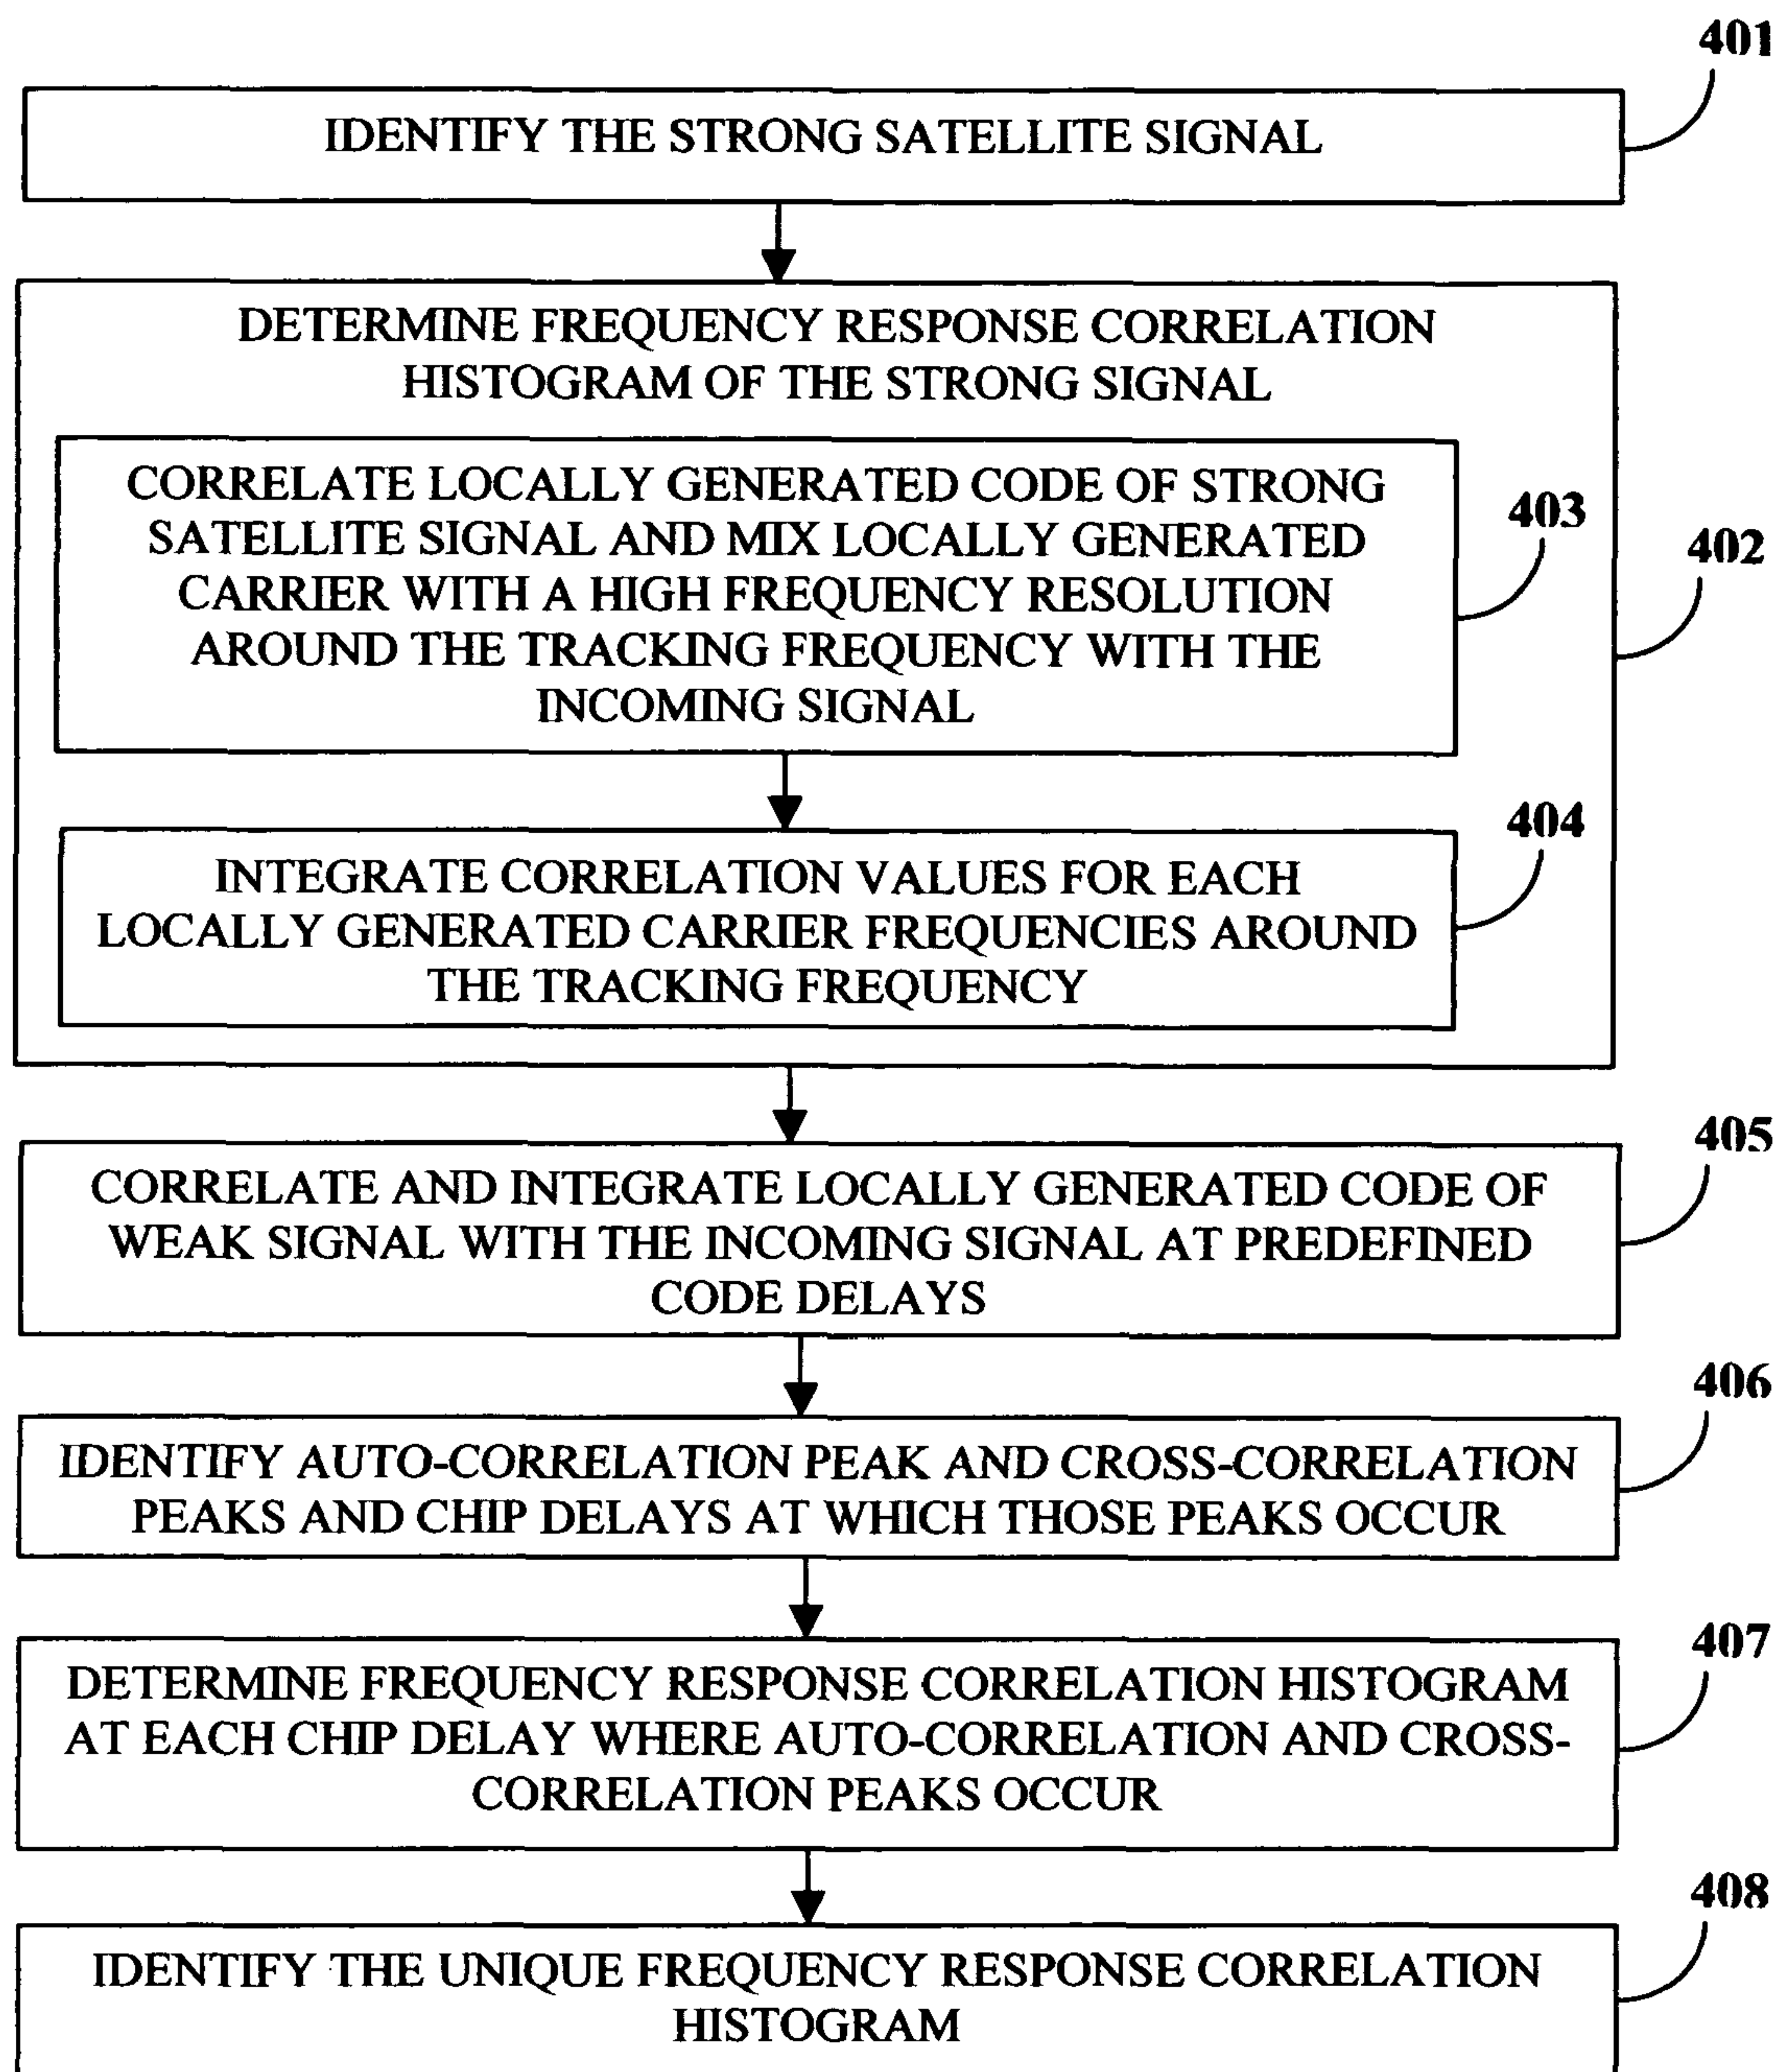 401
IDENTIFY THE STRONG SATELLITE SIGNAL
DETERMINE FREQUENCY RESPONSE CORRELATION
HISTOGRAM OF THE STRONG SIGNAL
CORRELATE LOCALLY GENERATED CODE OF STRONG
SATELLITE SIGNAL AND MIX LOCALLY GENERATED
CARRIER WITH A HIGH FREQUENCY RESOLUTION
AROUND THE TRACKING FREQUENCY WITH THE
INCOMING SIGNAL
403
402
404
INTEGRATE CORRELATION VALUES FOR EACH
LOCALLY GENERATED CARRIER FREQUENCIES AROUND
THE TRACKING FREQUENCY
405
CORRELATE AND INTEGRATE LOCALLY GENERATED CODE OF
WEAK SIGNAL WITH THE INCOMING SIGNAL AT PREDEFINED
CODE DELAYS
406
IDENTIFY AUTO-CORRELATION PEAK AND CROSS-CORRELATION
PEAKS AND CHIP DELAYS AT WHICH THOSE PEAKS OCCUR
407
DETERMINE FREQUENCY RESPONSE CORRELATION HISTOGRAM
AT EACH CHIP DELAY WHERE AUTO-CORRELATION AND CROSS-
CORRELATION PEAKS OCCUR
408
IDENTIFY THE UNIQUE FREQUENCY RESPONSE CORRELATION
HISTOGRAM